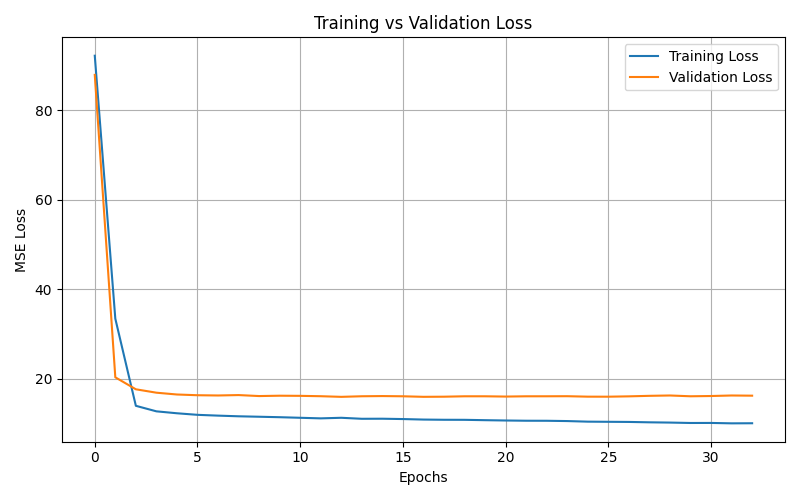 Training vs Validation Loss
Training Loss
Validation Loss
80
60
40
20
MSE Loss
0 5 10 15 20 25 30
Epochs